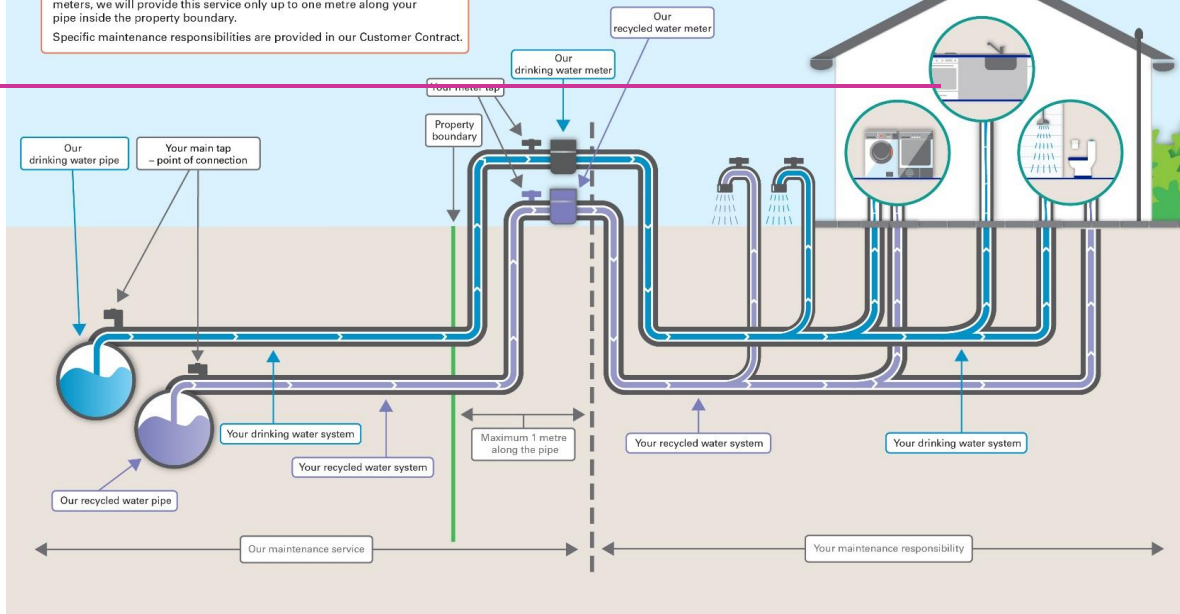 meters, we will provide this service only up to one metre along your
pipe inside the property boundary.
Specific maintenance responsibilities are provided in our Customer Contract.
Our
recycled water meter
Our
drinking water meter
Your meter tap
Property
boundary
Our
drinking water pipe
Your main tap
– point of connection
Your drinking water system
Your recycled water system
Maximum 1 metre
along the pipe
Your recycled water system
Your drinking water system
Our recycled water pipe
Our maintenance service
Your maintenance responsibility